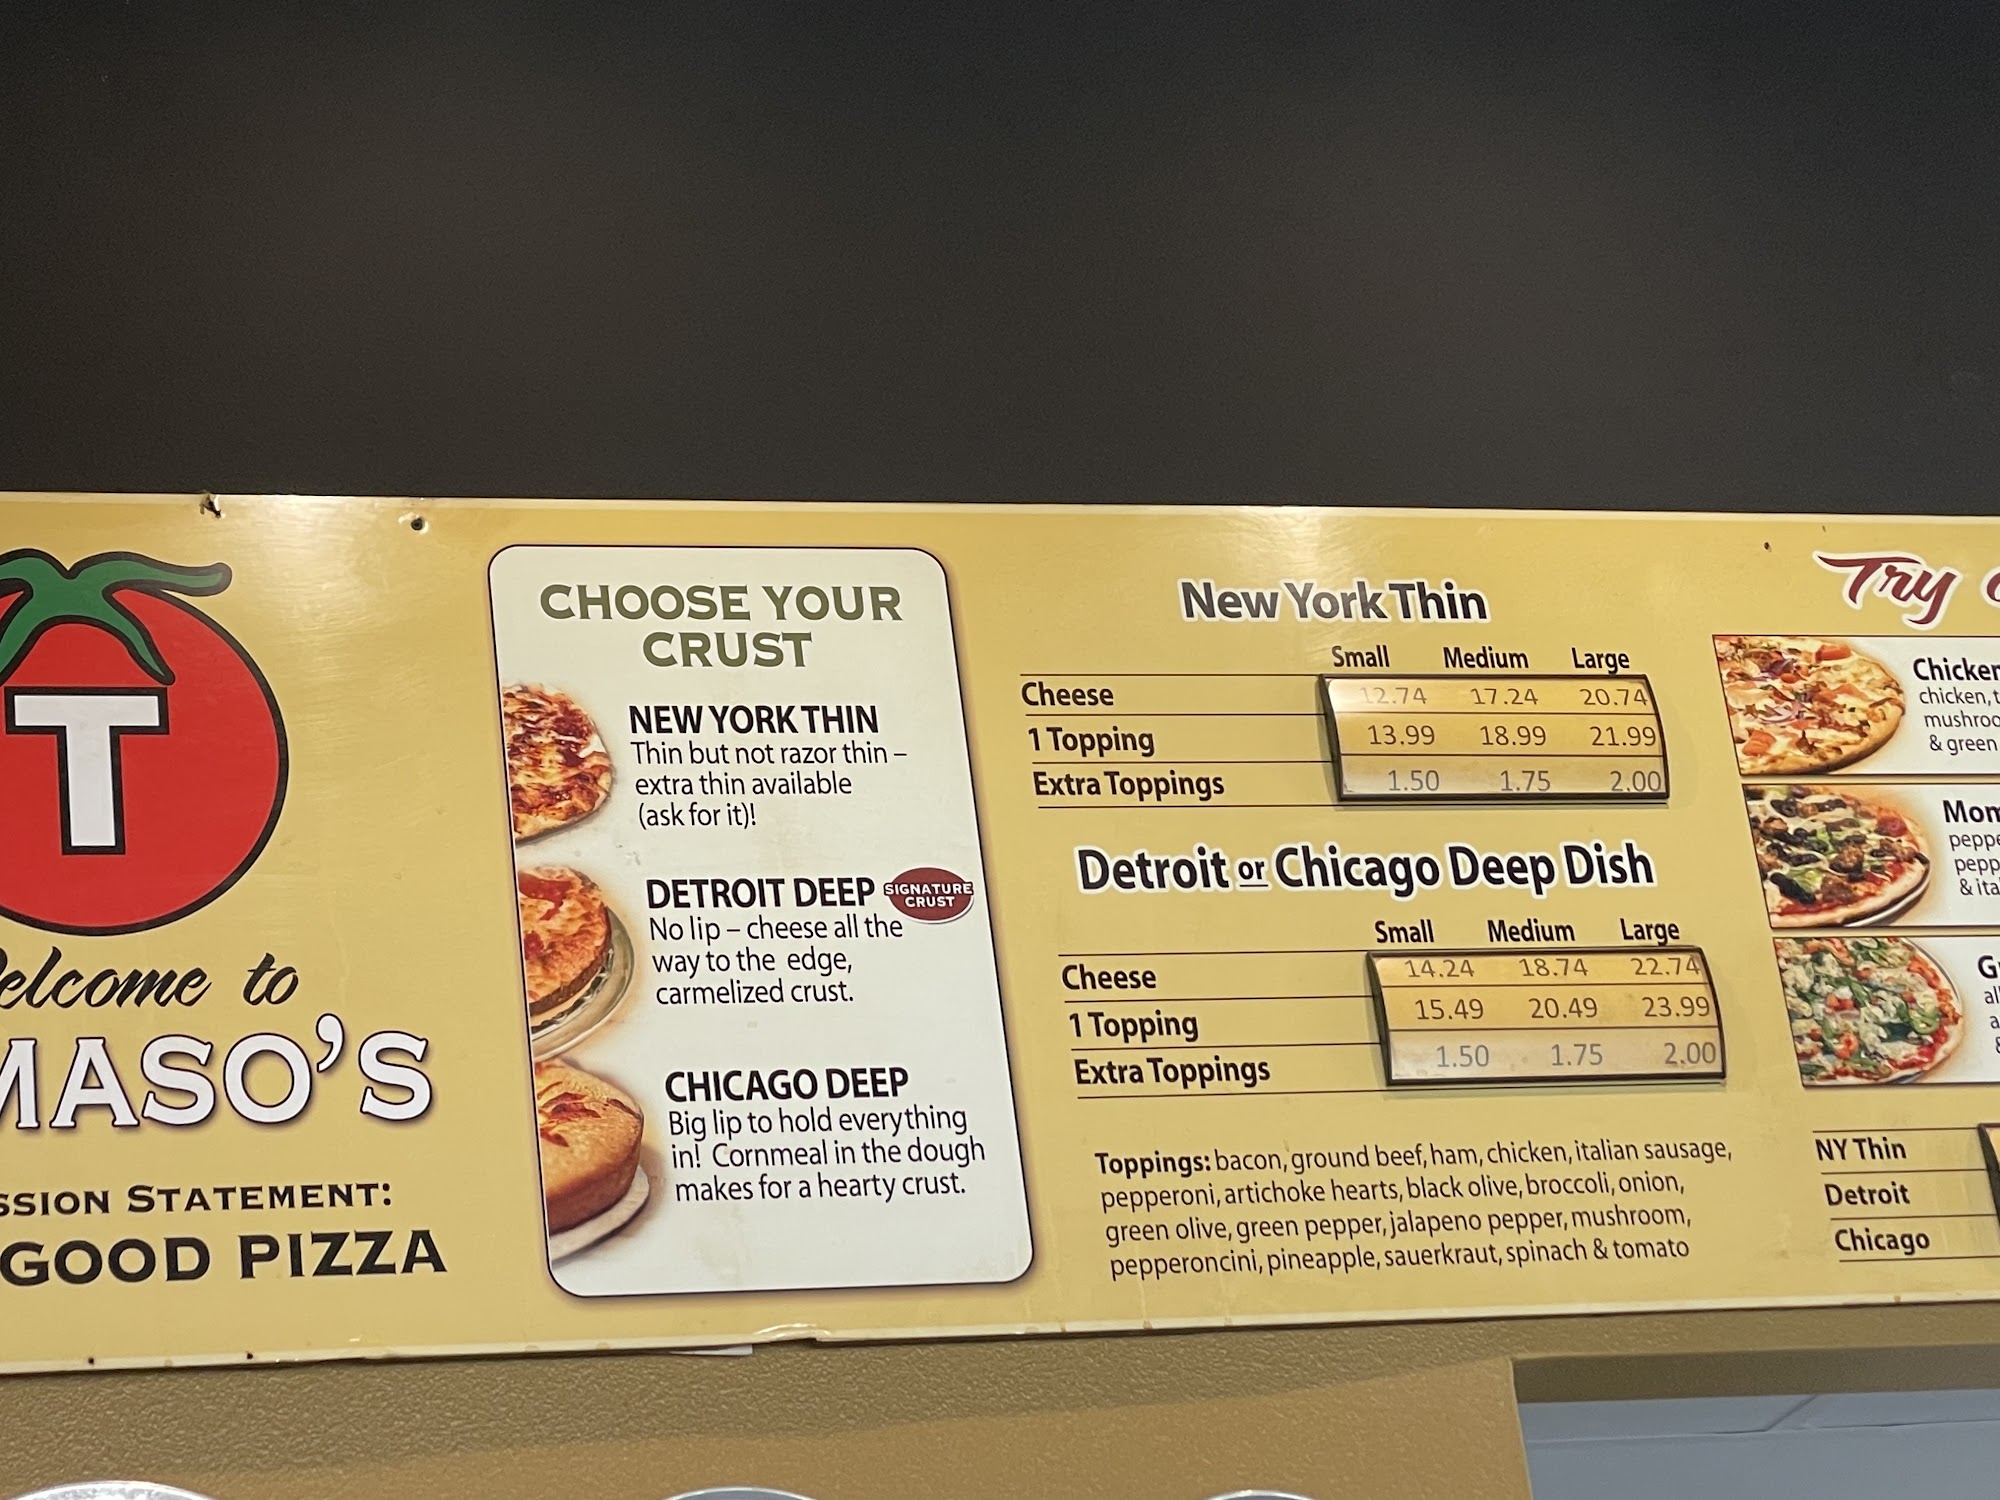 T
elcome to
MASO'S
SSION STATEMENT:
GOOD PIZZA
CHOOSE YOUR
CRUST
NEW YORK THIN
Thin but not razor thin –
extra thin available
(ask for it)!
DETROIT DEEP SIGNATURE CRUST
No lip – cheese all the
way to the edge,
carmelized crust.
CHICAGO DEEP
Big lip to hold everything
in! Cornmeal in the dough
makes for a hearty crust.
New York Thin
Small Medium Large
Cheese 12.74 17.24 20.74
1 Topping 13.99 18.99 21.99
Extra Toppings 1.50 1.75 2.00
Detroit or Chicago Deep Dish
Small Medium Large
Cheese 14.24 18.74 22.74
1 Topping 15.49 20.49 23.99
Extra Toppings 1.50 1.75 2.00
Toppings: bacon, ground beef, ham, chicken, italian sausage,
pepperoni, artichoke hearts, black olive, broccoli, onion,
green olive, green pepper, jalapeno pepper, mushroom,
pepperoncini, pineapple, sauerkraut, spinach & tomato
Try
Chicken
chicken, t
mushroo
& green
Mom
peppe
pepp
& ita
G
al
a
&
NY Thin
Detroit
Chicago